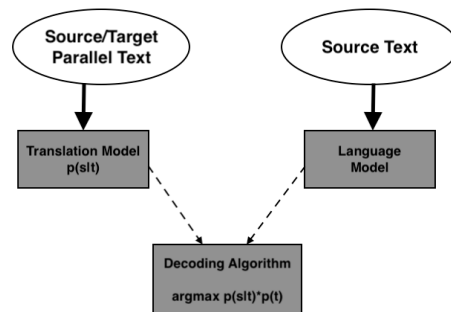 Source/Target
Parallel Text
Source Text
Translation Model
p(s|t)
Language
Model
Decoding Algorithm
argmax p(s|t)*p(t)